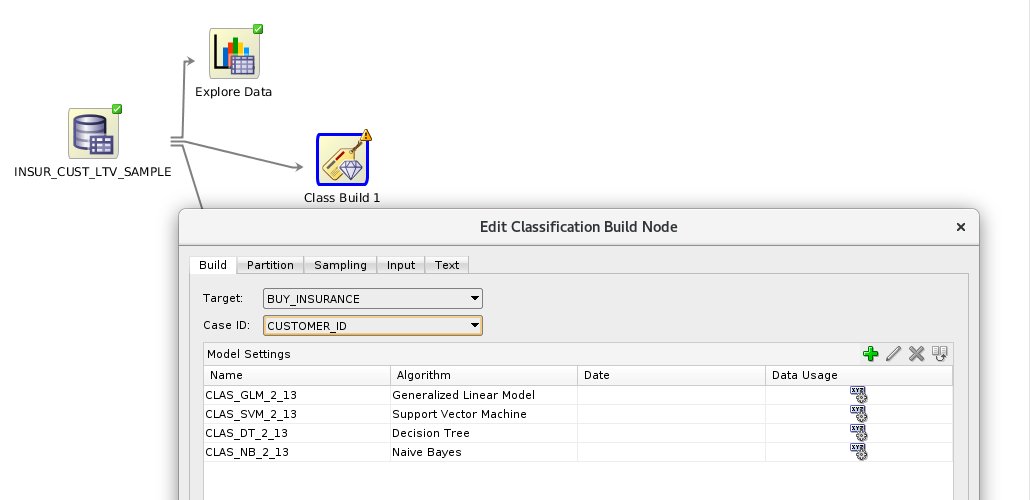 Explore Data
INSUR_CUST_LTV_SAMPLE
Class Build 1
Edit Classification Build Node
Build Partition Sampling Input Text
Target: BUY_INSURANCE
Case ID: CUSTOMER_ID
Model Settings
Name Algorithm Date Data Usage
CLAS_GLM_2_13 Generalized Linear Model
CLAS_SVM_2_13 Support Vector Machine
CLAS_DT_2_13 Decision Tree
CLAS_NB_2_13 Naive Bayes